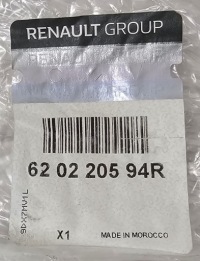 RENAULT GROUP
62 02 205 94R
X1
MADE IN MOROCCO